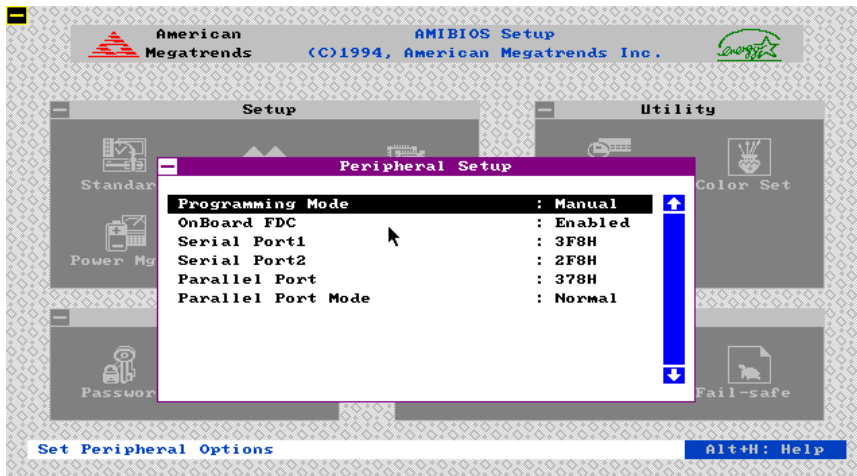 American Megatrends
AMIBIOS Setup
(C)1994, American Megatrends Inc.
energy
Setup
Utility
Standar
Color Set
Peripheral Setup
Programming Mode : Manual
OnBoard FDC : Enabled
Serial Port1 : 3F8H
Serial Port2 : 2F8H
Parallel Port : 378H
Parallel Port Mode : Normal
Power Mg
Passwor
Fail-safe
Set Peripheral Options
Alt+H: Help